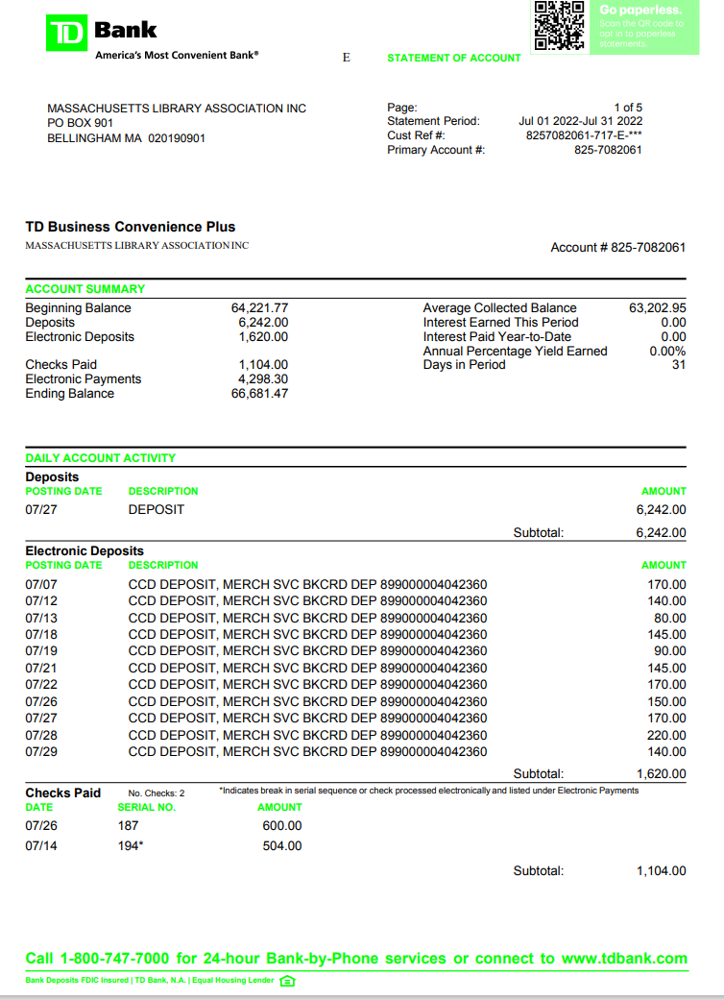 TD Bank
America's Most Convenient Bank®
E
STATEMENT OF ACCOUNT
Go paperless.
Scan the QR code to
opt in to paperless
statements.
MASSACHUSETTS LIBRARY ASSOCIATION INC
PO BOX 901
BELLINGHAM MA 020190901
Page: 1 of 5
Statement Period: Jul 01 2022-Jul 31 2022
Cust Ref #: 8257082061-717-E-***
Primary Account #: 825-7082061
TD Business Convenience Plus
MASSACHUSETTS LIBRARY ASSOCIATION INC
Account # 825-7082061
ACCOUNT SUMMARY
Beginning Balance 64,221.77 Average Collected Balance 63,202.95
Deposits 6,242.00 Interest Earned This Period 0.00
Electronic Deposits 1,620.00 Interest Paid Year-to-Date 0.00
Annual Percentage Yield Earned 0.00%
Checks Paid 1,104.00 Days in Period 31
Electronic Payments 4,298.30
Ending Balance 66,681.47
DAILY ACCOUNT ACTIVITY
Deposits
POSTING DATE DESCRIPTION AMOUNT
07/27 DEPOSIT 6,242.00
Subtotal: 6,242.00
Electronic Deposits
POSTING DATE DESCRIPTION AMOUNT
07/07 CCD DEPOSIT, MERCH SVC BKCRD DEP 899000004042360 170.00
07/12 CCD DEPOSIT, MERCH SVC BKCRD DEP 899000004042360 140.00
07/13 CCD DEPOSIT, MERCH SVC BKCRD DEP 899000004042360 80.00
07/18 CCD DEPOSIT, MERCH SVC BKCRD DEP 899000004042360 145.00
07/19 CCD DEPOSIT, MERCH SVC BKCRD DEP 899000004042360 90.00
07/21 CCD DEPOSIT, MERCH SVC BKCRD DEP 899000004042360 145.00
07/22 CCD DEPOSIT, MERCH SVC BKCRD DEP 899000004042360 170.00
07/26 CCD DEPOSIT, MERCH SVC BKCRD DEP 899000004042360 150.00
07/27 CCD DEPOSIT, MERCH SVC BKCRD DEP 899000004042360 170.00
07/28 CCD DEPOSIT, MERCH SVC BKCRD DEP 899000004042360 220.00
07/29 CCD DEPOSIT, MERCH SVC BKCRD DEP 899000004042360 140.00
Subtotal: 1,620.00
Checks Paid No. Checks: 2 *Indicates break in serial sequence or check processed electronically and listed under Electronic Payments
DATE SERIAL NO. AMOUNT
07/26 187 600.00
07/14 194* 504.00
Subtotal: 1,104.00
Call 1-800-747-7000 for 24-hour Bank-by-Phone services or connect to www.tdbank.com
Bank Deposits FDIC Insured | TD Bank, N.A. | Equal Housing Lender